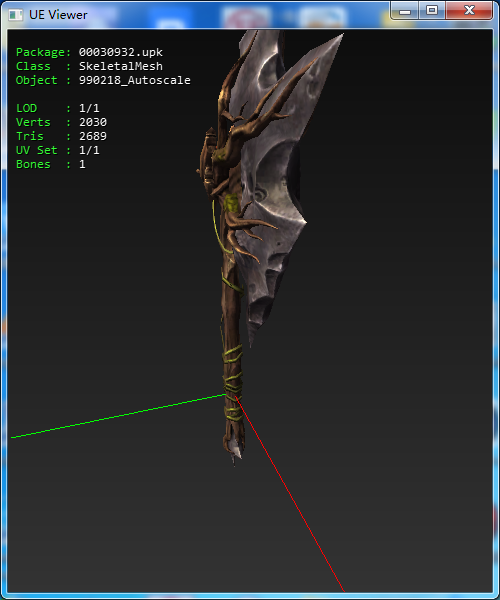 UE Viewer
Package: 00030932.upk
Class : SkeletalMesh
Object : 990218_Autoscale
LOD : 1/1
Verts : 2030
Tris : 2689
UV Set : 1/1
Bones : 1